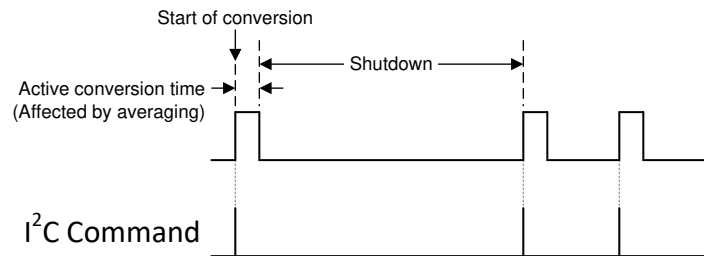 Start of conversion
Shutdown
Active conversion time
(Affected by averaging)
I²C Command